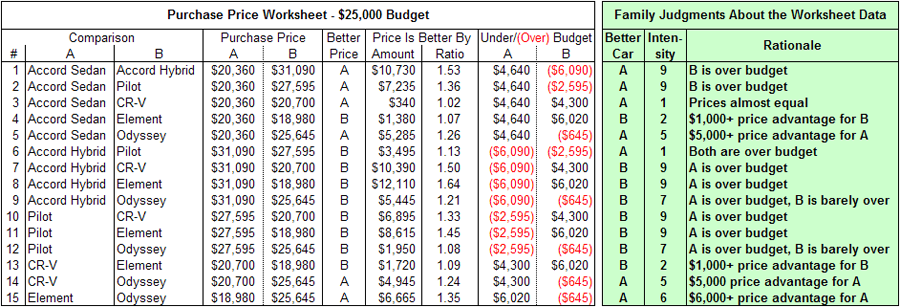 Purchase Price Worksheet - $25,000 Budget Family Judgments About the Worksheet Data
Comparison Purchase Price Better Price Is Better By Under/(Over) Budget Better Inten- Rationale
# A B A B Price Amount Ratio A B Car sity
1 Accord Sedan Accord Hybrid $20,360 $31,090 A $10,730 1.53 $4,640 ($6,090) A 9 B is over budget
2 Accord Sedan Pilot $20,360 $27,595 A $7,235 1.36 $4,640 ($2,595) A 9 B is over budget
3 Accord Sedan CR-V $20,360 $20,700 A $340 1.02 $4,640 $4,300 A 1 Prices almost equal
4 Accord Sedan Element $20,360 $18,980 B $1,380 1.07 $4,640 $6,020 B 2 $1,000+ price advantage for B
5 Accord Sedan Odyssey $20,360 $25,645 A $5,285 1.26 $4,640 ($645) A 5 $5,000+ price advantage for A
6 Accord Hybrid Pilot $31,090 $27,595 B $3,495 1.13 ($6,090) ($2,595) A 1 Both are over budget
7 Accord Hybrid CR-V $31,090 $20,700 B $10,390 1.50 ($6,090) $4,300 B 9 A is over budget
8 Accord Hybrid Element $31,090 $18,980 B $12,110 1.64 ($6,090) $6,020 B 9 A is over budget
9 Accord Hybrid Odyssey $31,090 $25,645 B $5,445 1.21 ($6,090) ($645) B 7 A is over budget, B is barely over
10 Pilot CR-V $27,595 $20,700 B $6,895 1.33 ($2,595) $4,300 B 9 A is over budget
11 Pilot Element $27,595 $18,980 B $8,615 1.45 ($2,595) $6,020 B 9 A is over budget
12 Pilot Odyssey $27,595 $25,645 B $1,950 1.08 ($2,595) ($645) B 7 A is over budget, B is barely over
13 CR-V Element $20,700 $18,980 B $1,720 1.09 $4,300 $6,020 B 2 $1,000+ price advantage for B
14 CR-V Odyssey $20,700 $25,645 A $4,945 1.24 $4,300 ($645) A 5 $5,000 price advantage for A
15 Element Odyssey $18,980 $25,645 A $6,665 1.35 $6,020 ($645) A 6 $6,000+ price advantage for A